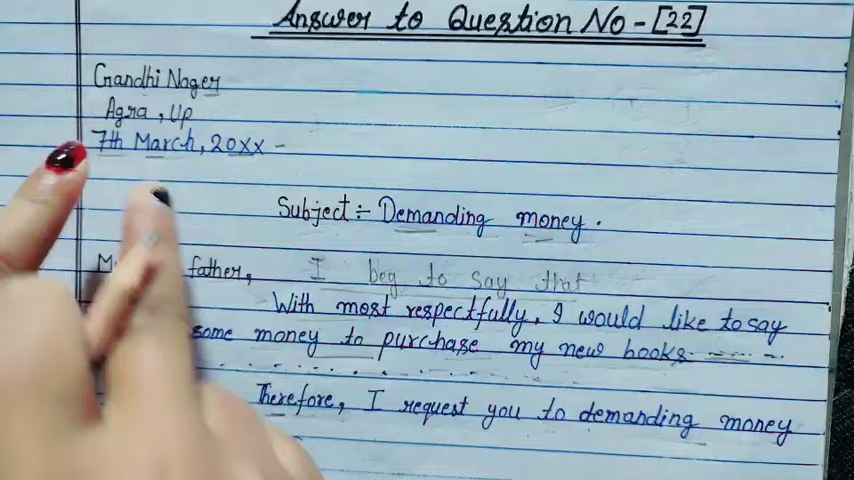 Answer to Question No-[22]
Gandhi Nager
Agra, Up
7th March, 20xx -
Subject :- Demanding money.
father, I beg to say that
With most respectfully, I would like to say
some money to purchase my new books
Therefore, I request you to demanding money